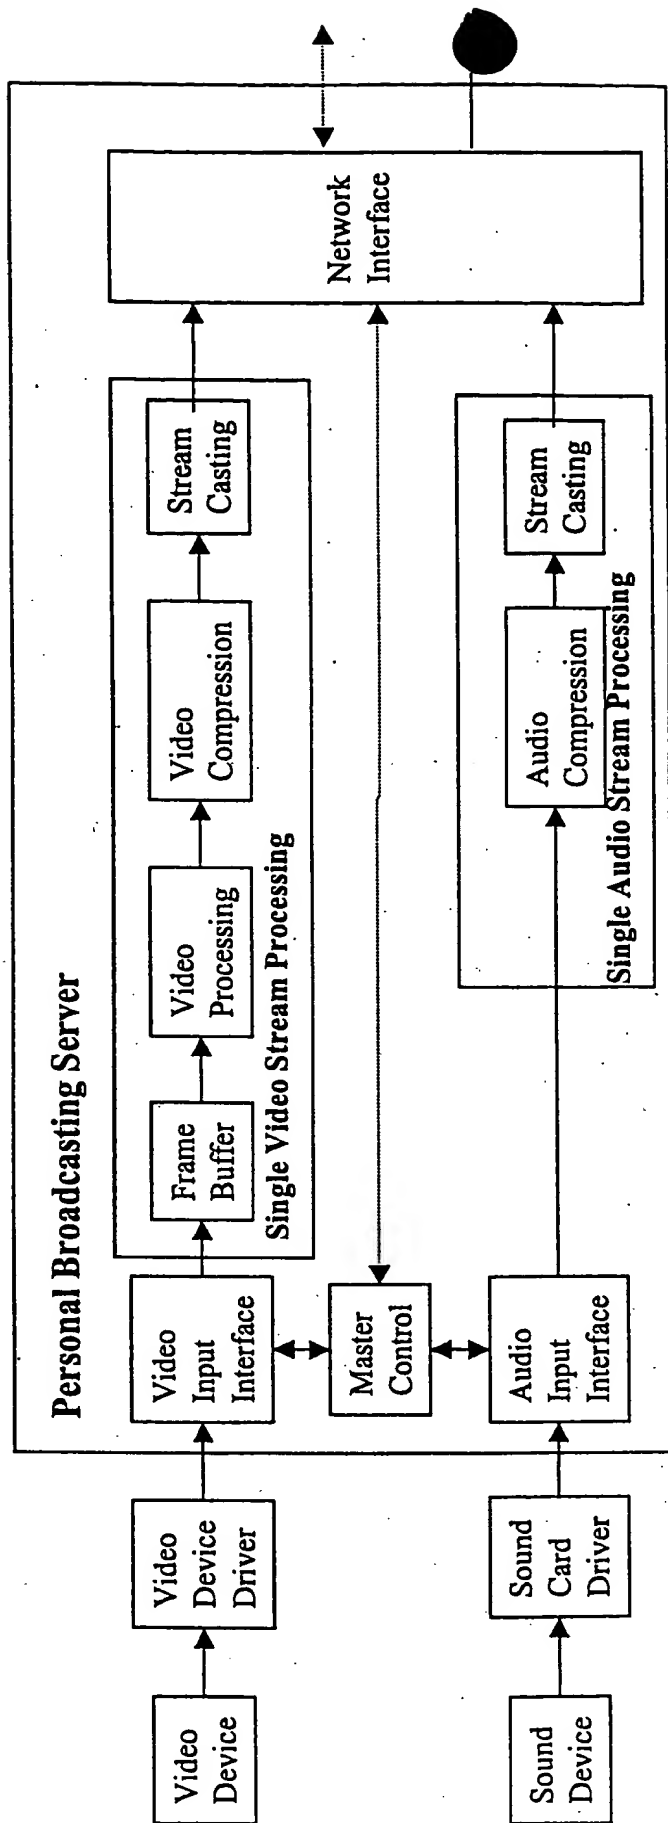 Personal Broadcasting Server
Video
Device
Video
Device
Driver
Video
Input
Interface
Frame
Buffer
Video
Processing
Video
Compression
Stream
Casting
Single Video Stream Processing
Master
Control
Network
Interface
Sound
Device
Sound
Card
Driver
Audio
Input
Interface
Audio
Compression
Stream
Casting
Single Audio Stream Processing